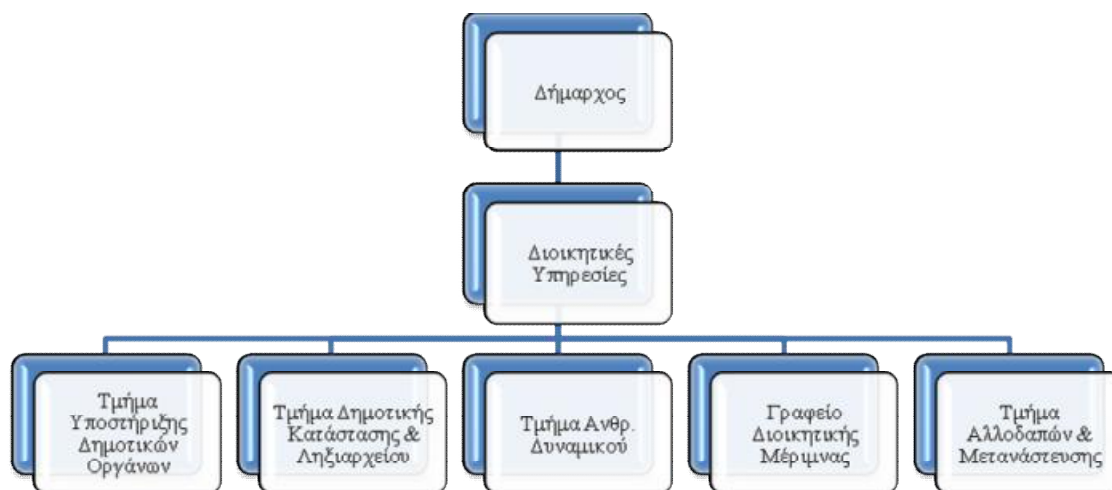 Δήμαρχος
Διοικητικές
Υπηρεσίες
Τμήμα
Υποστήριξης
Δημοτικών
Οργάνων
Τμήμα Δημοτικής
Κατάστασης &
Ληξιαρχείου
Τμήμα Ανθρ.
Δυναμικού
Γραφείο
Διοικητικής
Μέριμνας
Τμήμα
Αλλοδαπών &
Μετανάστευσης